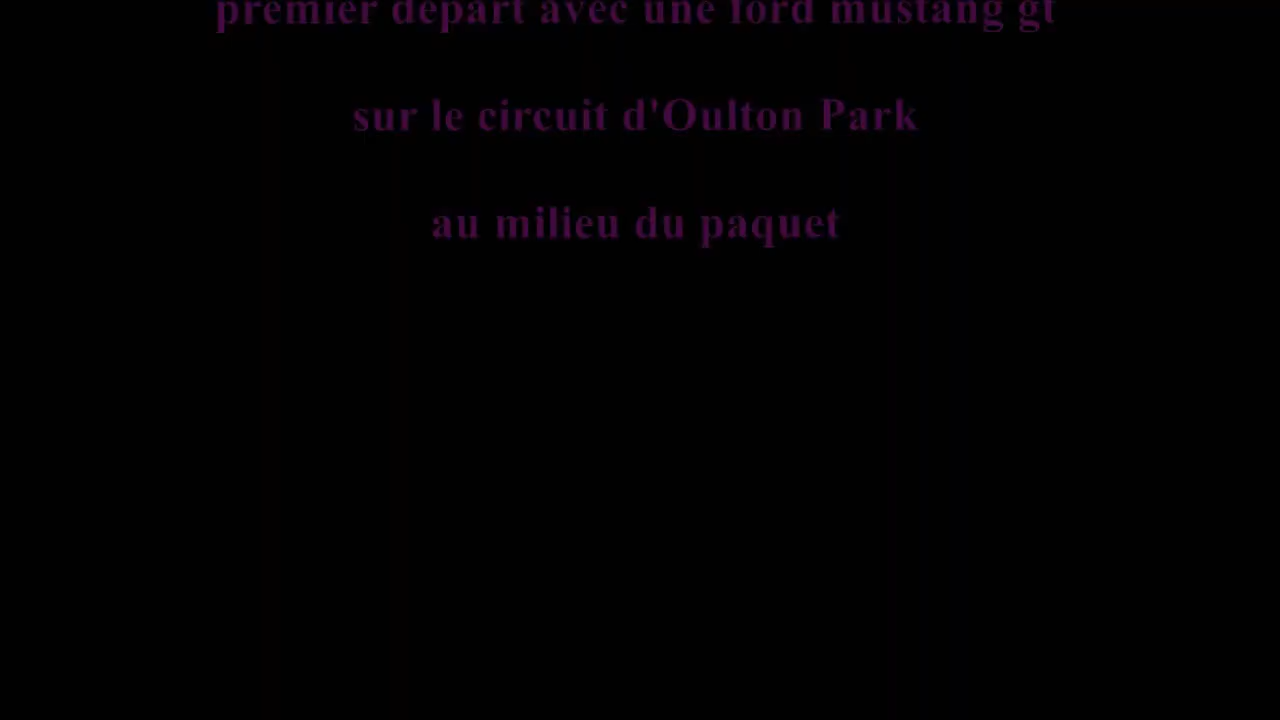 premier départ avec une ford mustang gt
sur le circuit d'Oulton Park
au milieu du paquet